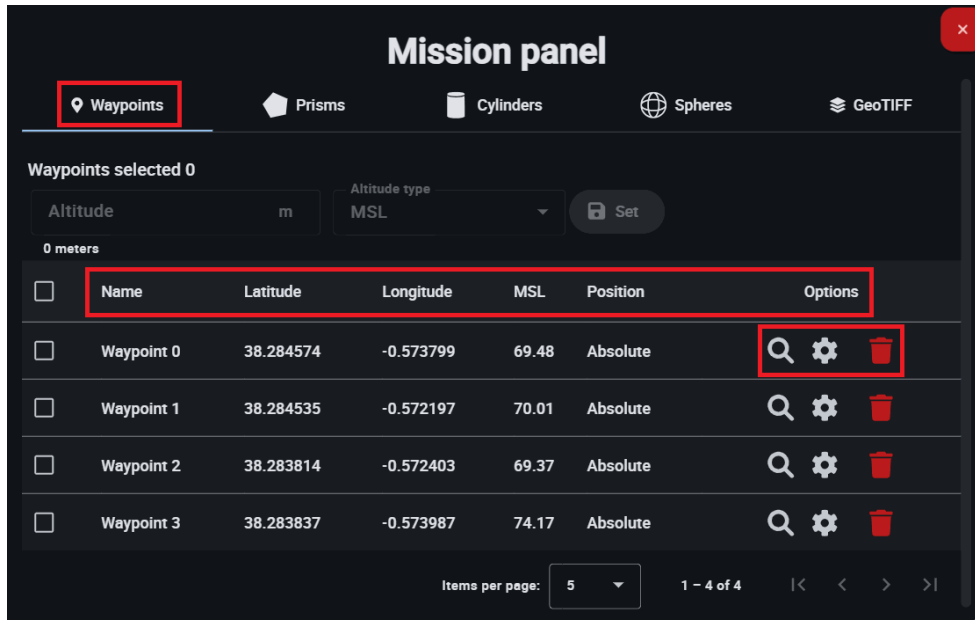 Mission panel
Waypoints Prisms Cylinders Spheres GeoTIFF
Waypoints selected 0
Altitude type
Altitude m MSL Set
0 meters
Name Latitude Longitude MSL Position Options
Waypoint 0 38.284574 -0.573799 69.48 Absolute
Waypoint 1 38.284535 -0.572197 70.01 Absolute
Waypoint 2 38.283814 -0.572403 69.37 Absolute
Waypoint 3 38.283837 -0.573987 74.17 Absolute
Items per page: 5 1 – 4 of 4